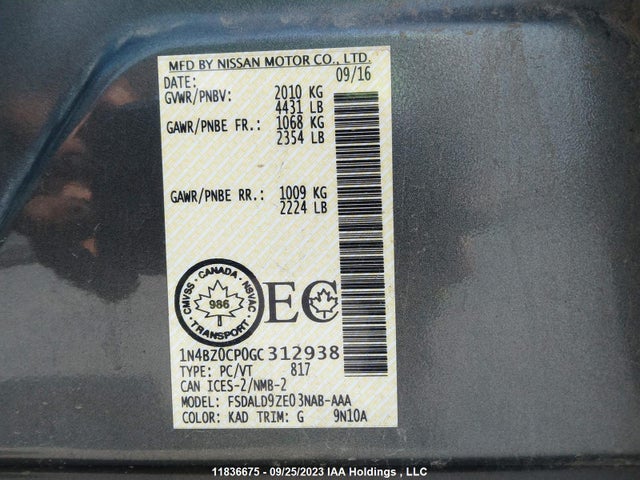 MFD BY NISSAN MOTOR CO., LTD.
DATE: 09/16
GVWR/PNBV: 2010 KG
4431 LB
GAWR/PNBE FR.: 1068 KG
2354 LB
GAWR/PNBE RR.: 1009 KG
2224 LB
CMVSS · CANADA · NSVAC · TRANSPORT
986
EC
1N4BZ0CP0GC312938
TYPE: PC/VT 817
CAN ICES-2/NMB-2
MODEL: FSDALD9ZE03NAB-AAA
COLOR: KAD TRIM: G 9N10A
11836675 - 09/25/2023 IAA Holdings , LLC